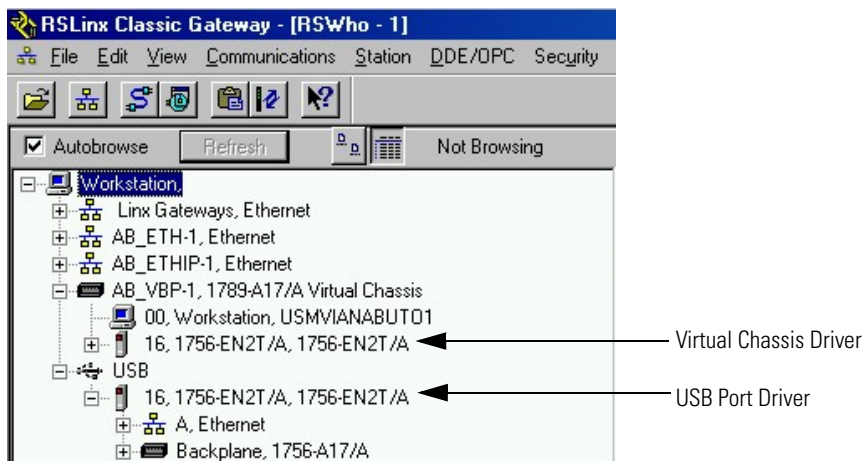 RSLinx Classic Gateway - [RSWho - 1]
File Edit View Communications Station DDE/OPC Security
Autobrowse Refresh Not Browsing
Workstation,
Linx Gateways, Ethernet
AB_ETH-1, Ethernet
AB_ETHIP-1, Ethernet
AB_VBP-1, 1789-A17/A Virtual Chassis
00, Workstation, USMVIANABUTO1
16, 1756-EN2T/A, 1756-EN2T/A Virtual Chassis Driver
USB
16, 1756-EN2T/A, 1756-EN2T/A USB Port Driver
A, Ethernet
Backplane, 1756-A17/A